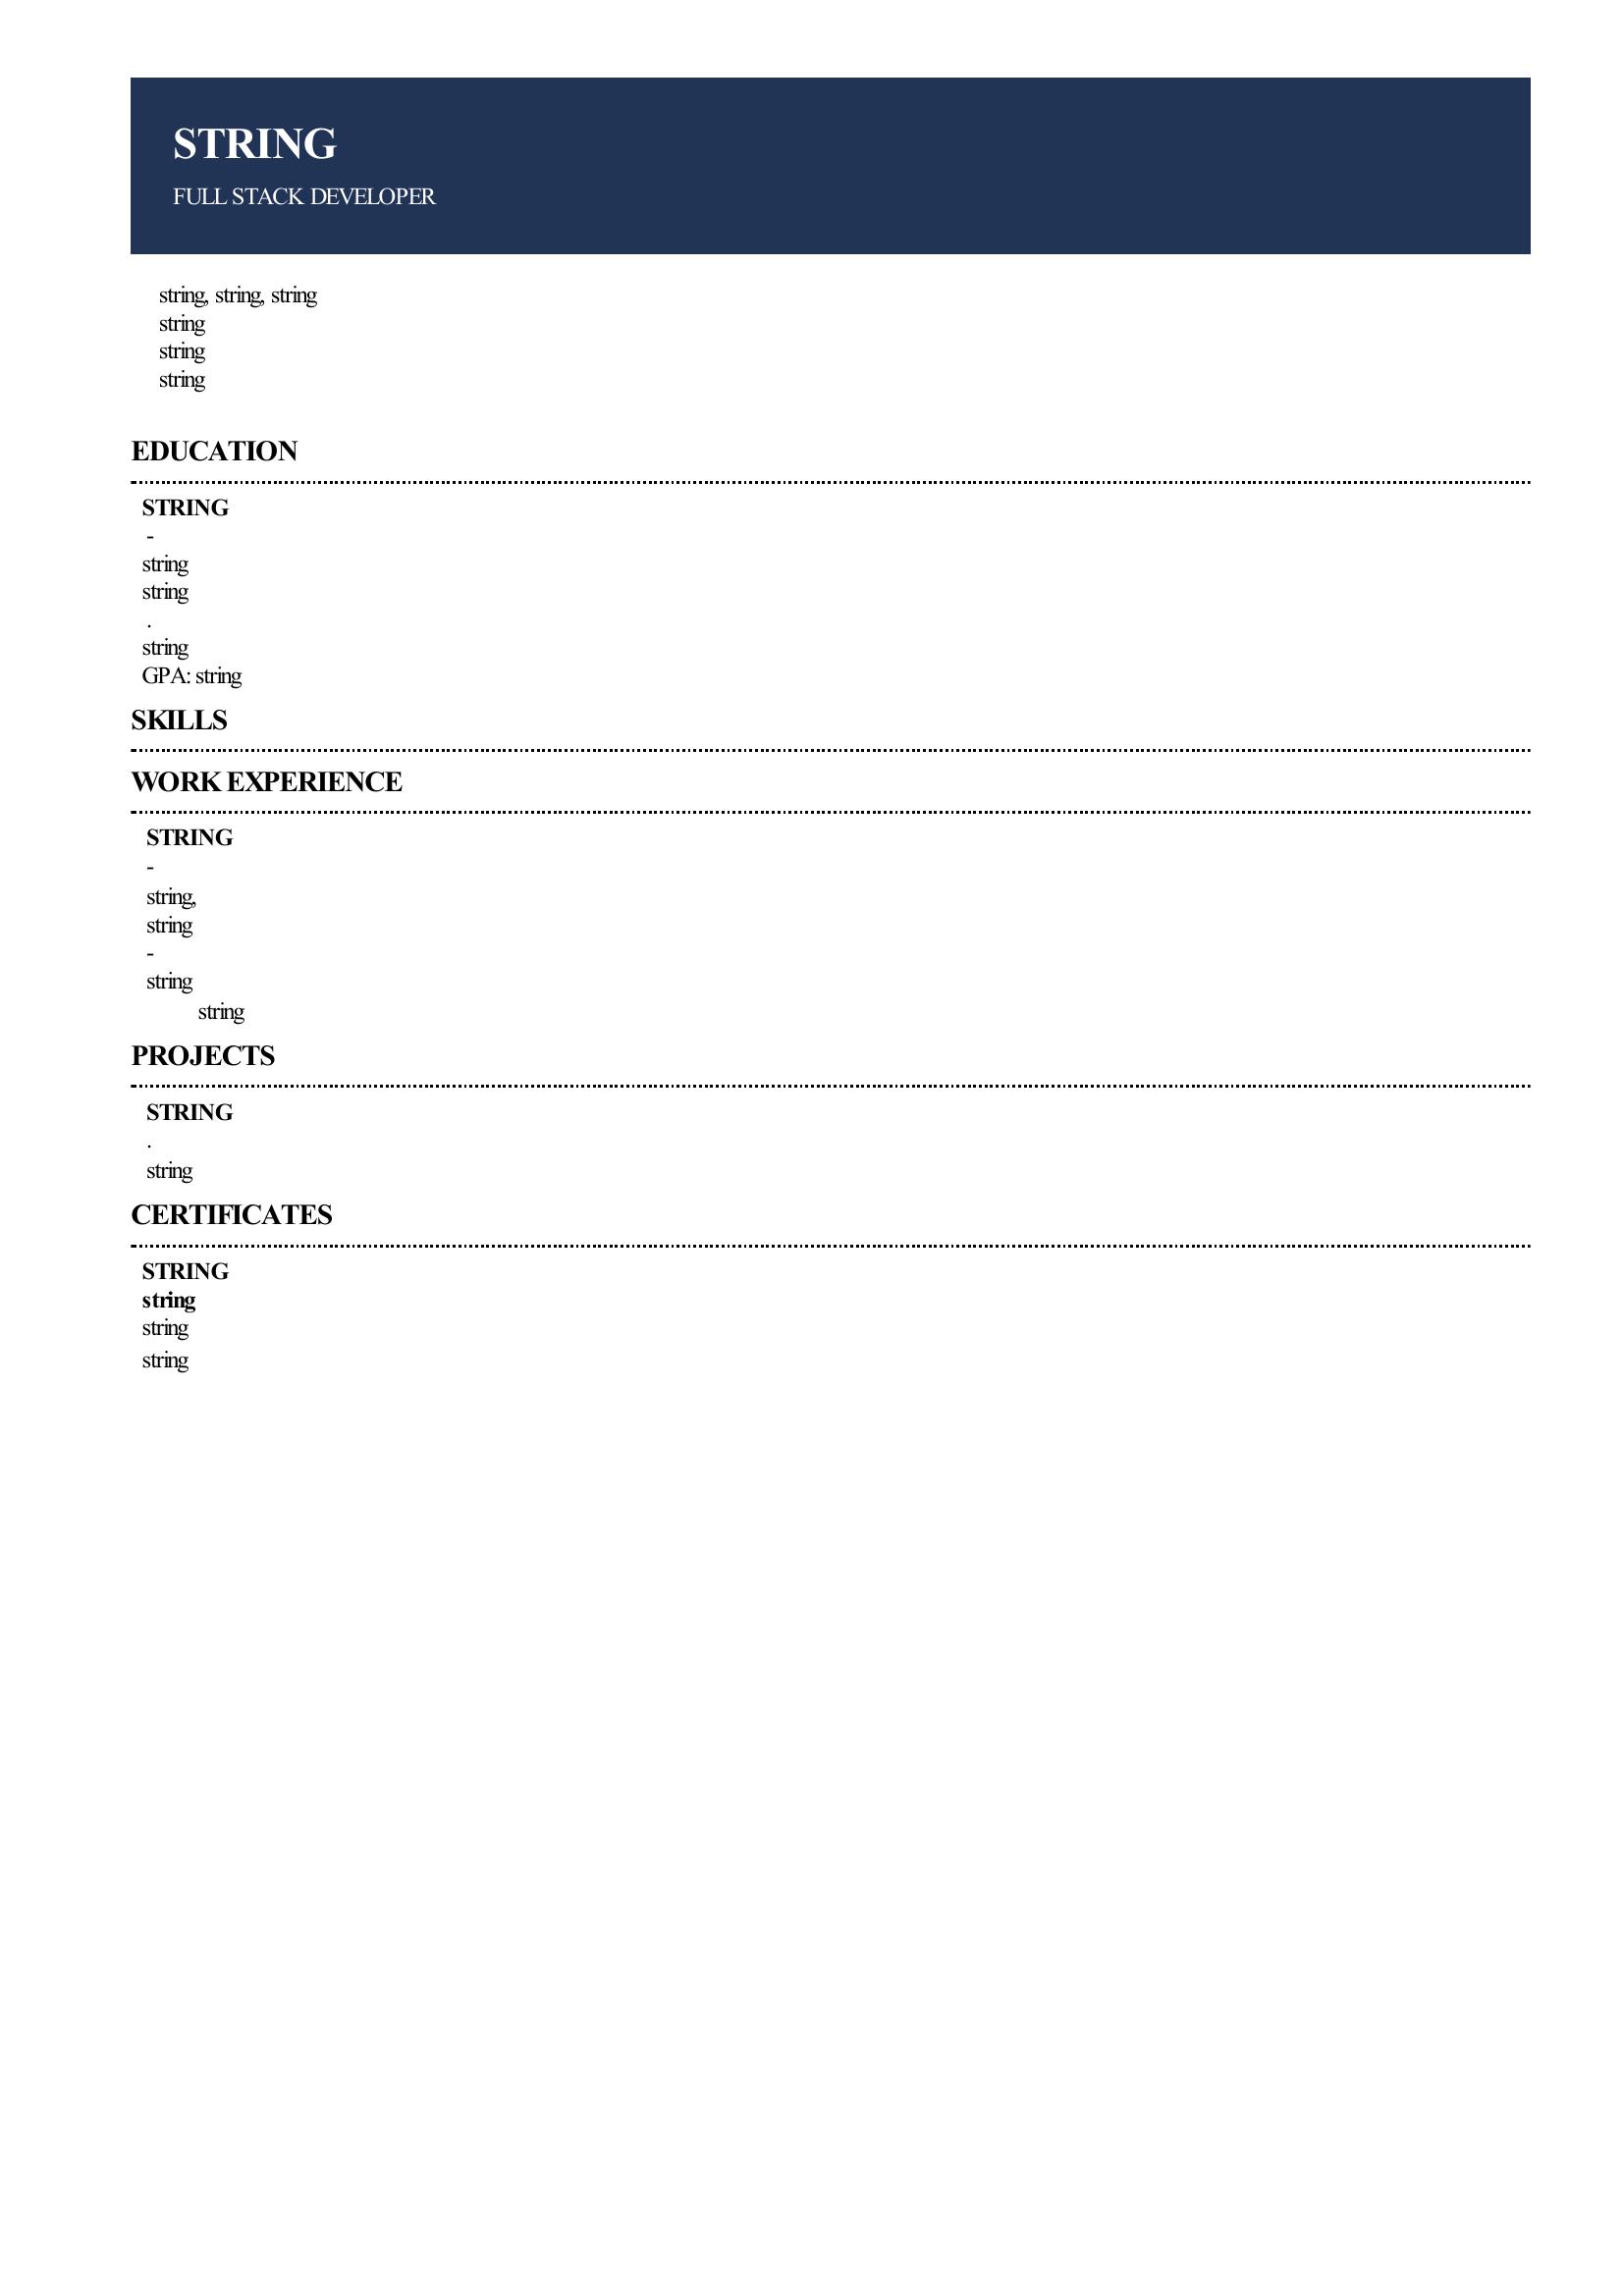 STRING
FULL STACK DEVELOPER
string, string, string
string
string
string
EDUCATION
STRING
-
string
string
.
string
GPA: string
SKILLS
WORK EXPERIENCE
STRING
-
string,
string
-
string
string
PROJECTS
STRING
.
string
CERTIFICATES
STRING
string
string
string